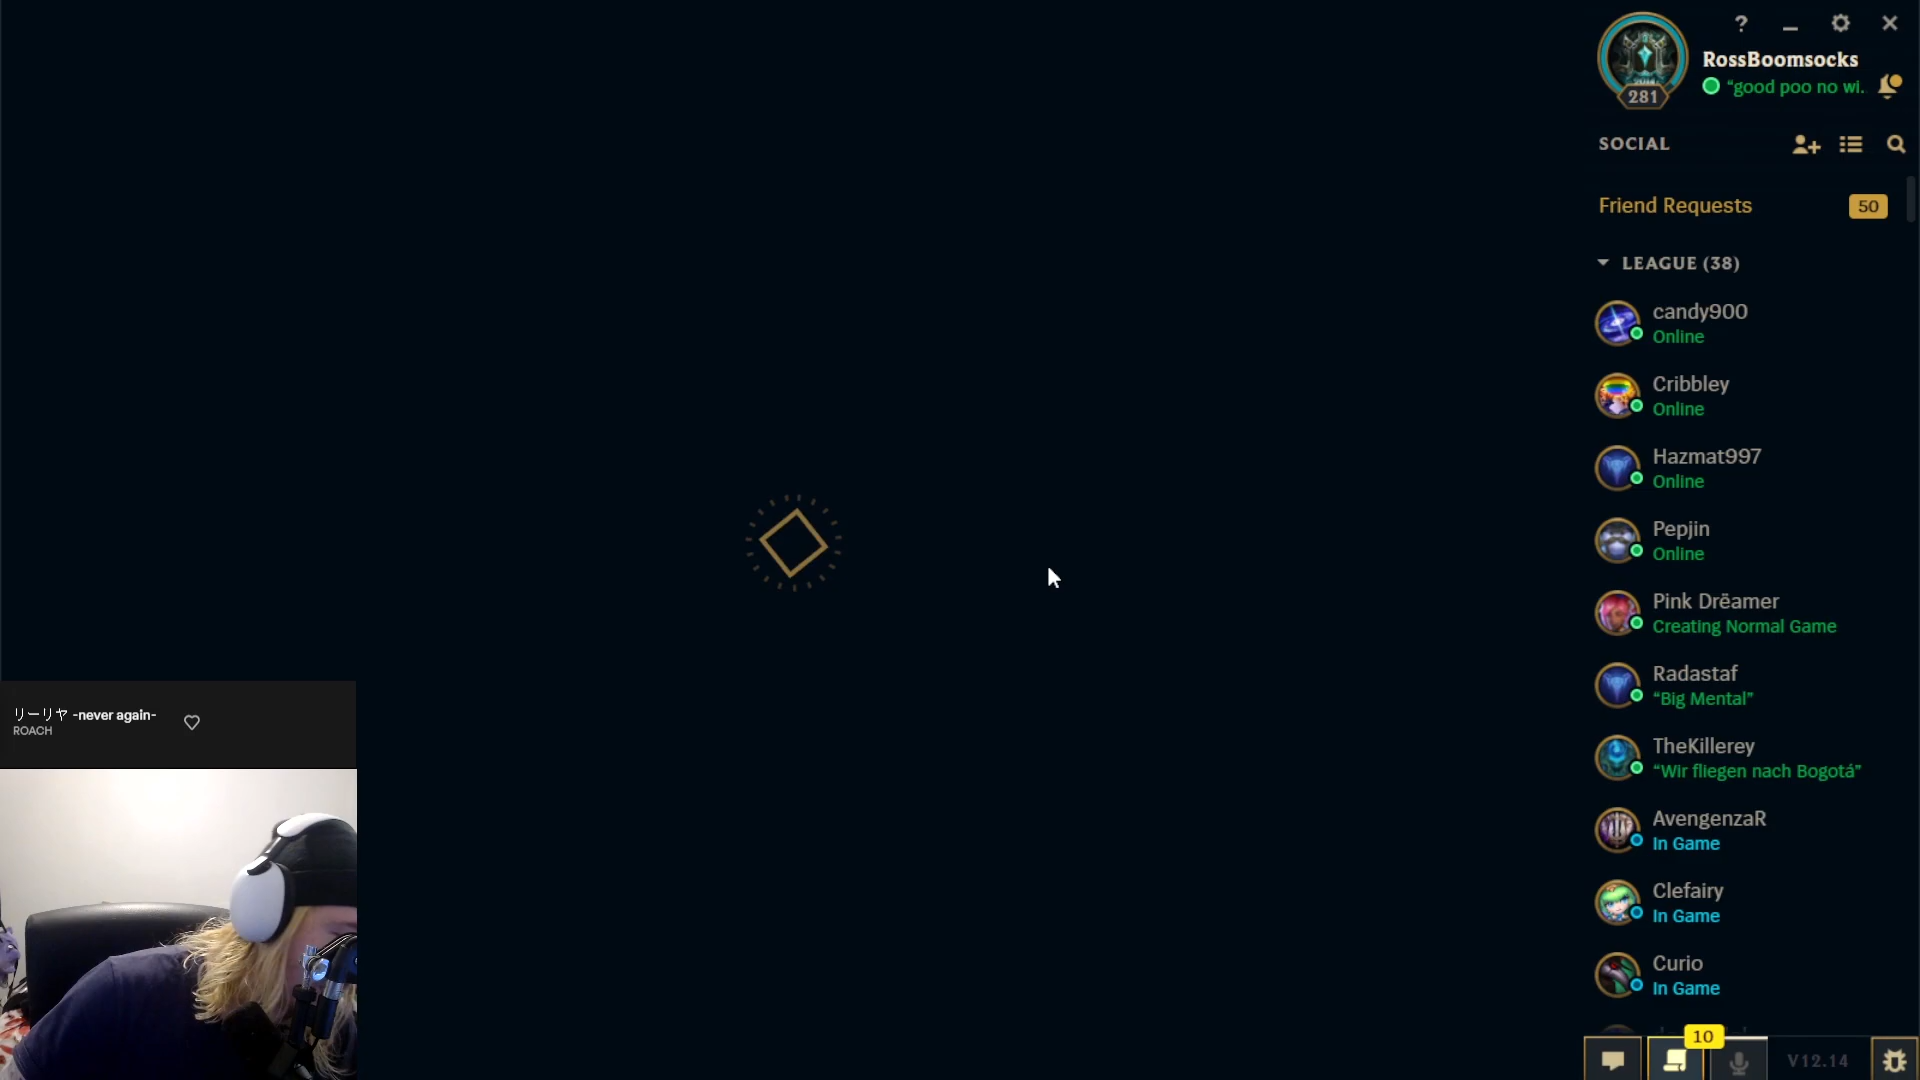 ?
RossBoomsocks
"good poo no wi..
281
SOCIAL
Friend Requests
50
LEAGUE (38)
candy900
Online
Cribbley
Online
Hazmat997
Online
Pepjin
Online
Pink Drëamer
Creating Normal Game
Radastaf
"Big Mental"
TheKillerey
"Wir fliegen nach Bogotá"
AvengenzaR
In Game
Clefairy
In Game
Curio
In Game
10
V12.14
リーリヤ -never again-
ROACH